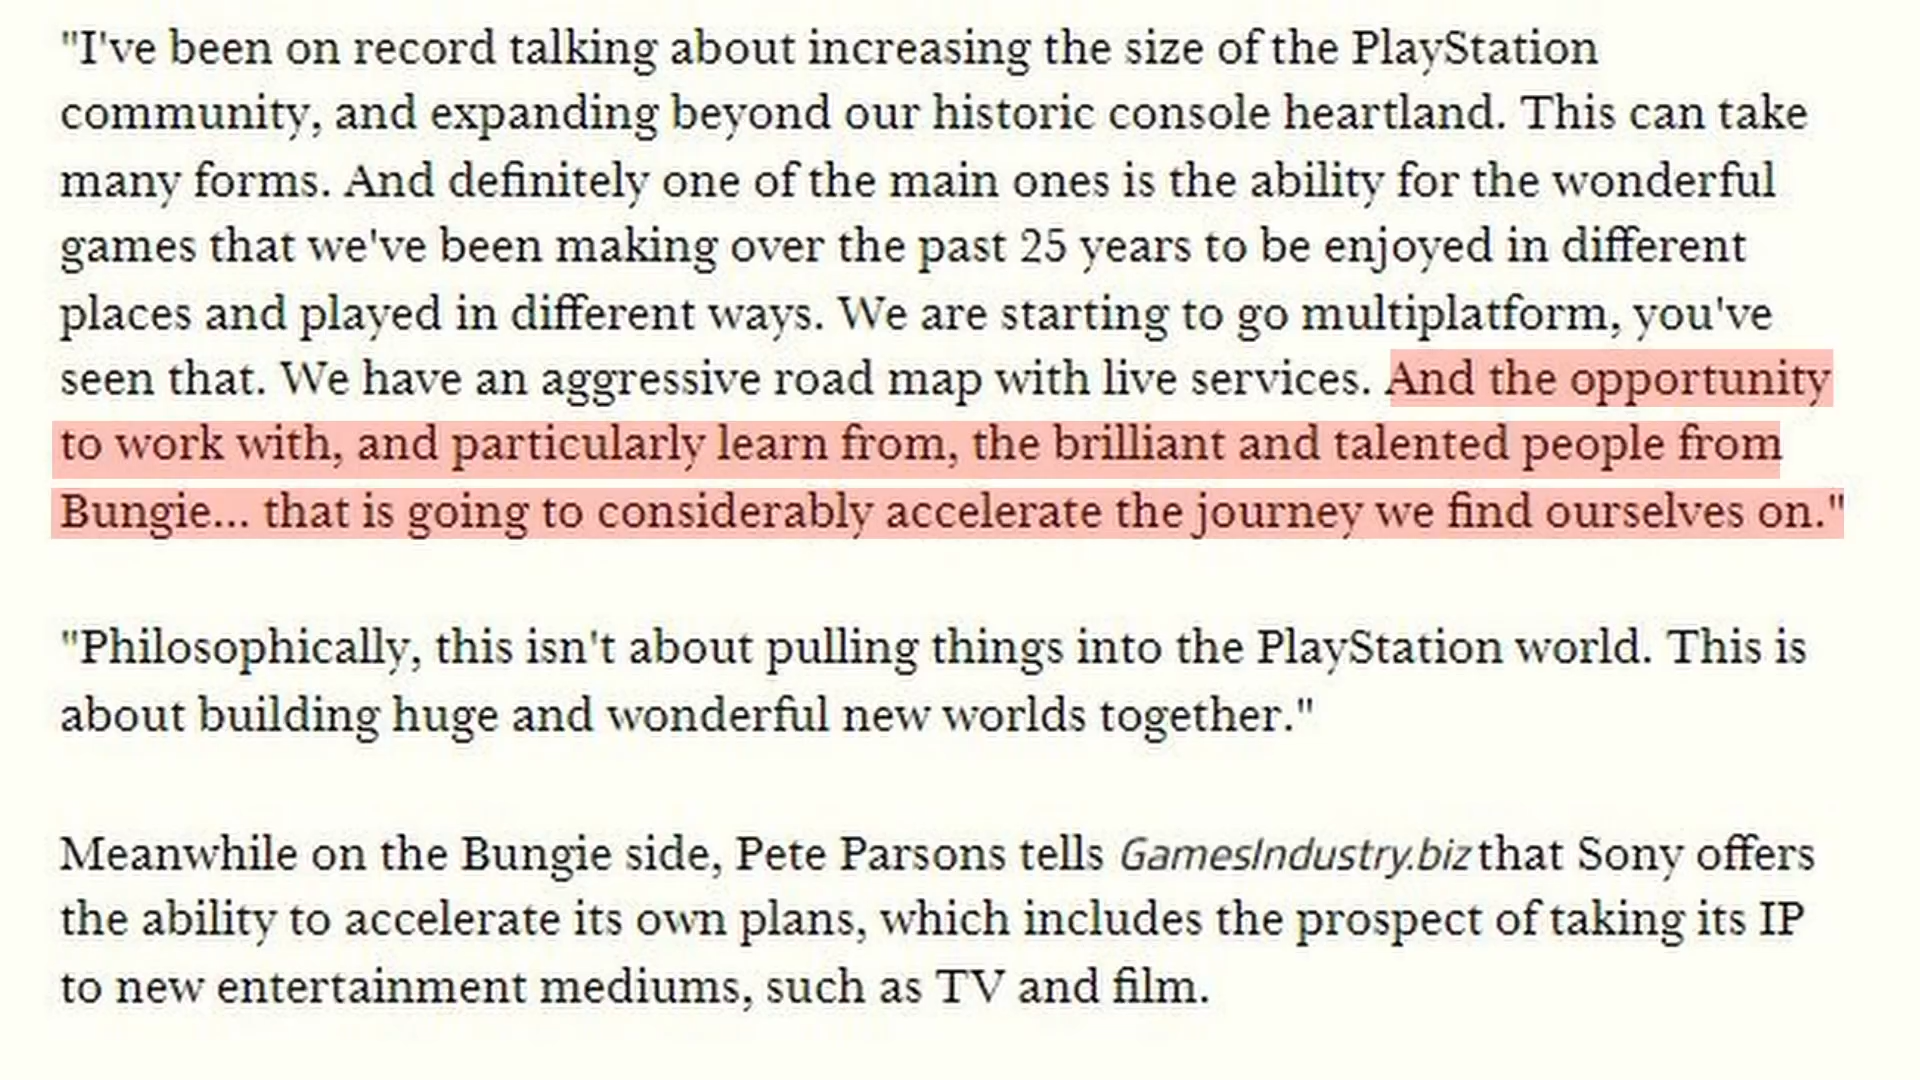 "I've been on record talking about increasing the size of the PlayStation
community, and expanding beyond our historic console heartland. This can take
many forms. And definitely one of the main ones is the ability for the wonderful
games that we've been making over the past 25 years to be enjoyed in different
places and played in different ways. We are starting to go multiplatform, you've
seen that. We have an aggressive road map with live services. And the opportunity
to work with, and particularly learn from, the brilliant and talented people from
Bungie... that is going to considerably accelerate the journey we find ourselves on."
"Philosophically, this isn't about pulling things into the PlayStation world. This is
about building huge and wonderful new worlds together."
Meanwhile on the Bungie side, Pete Parsons tells GamesIndustry.biz that Sony offers
the ability to accelerate its own plans, which includes the prospect of taking its IP
to new entertainment mediums, such as TV and film.